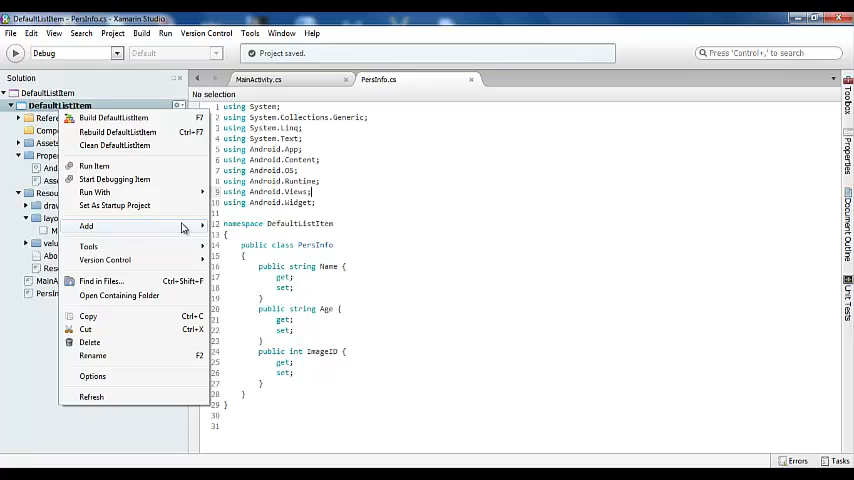 DefaultListItem - PersInfo.cs - Xamarin Studio
File Edit View Search Project Build Run Version Control Tools Window Help
Debug Default Project saved. Press 'Control+,' to search
Solution
MainActivity.cs PersInfo.cs
DefaultListItem
No selection
DefaultListItem
Build DefaultListItem F7
Rebuild DefaultListItem Ctrl+F7
Clean DefaultListItem
Run Item
Start Debugging Item
Run With
Set As Startup Project
Add
Tools
Version Control
Find in Files... Ctrl+Shift+F
Open Containing Folder
Copy Ctrl+C
Cut Ctrl+X
Delete
Rename F2
Options
Refresh
1 using System;
2 using System.Collections.Generic;
3 using System.Linq;
4 using System.Text;
5 using Android.App;
6 using Android.Content;
7 using Android.OS;
8 using Android.Runtime;
9 using Android.Views;
10 using Android.Widget;
11
12 namespace DefaultListItem
13 {
14 public class PersInfo
15 {
16 public string Name {
17 get;
18 set;
19 }
20 public string Age {
21 get;
22 set;
23 }
24 public int ImageID {
25 get;
26 set;
27 }
28 }
29 }
30
31
Toolbox
Properties
Document Outline
Unit Tests
Errors Tasks